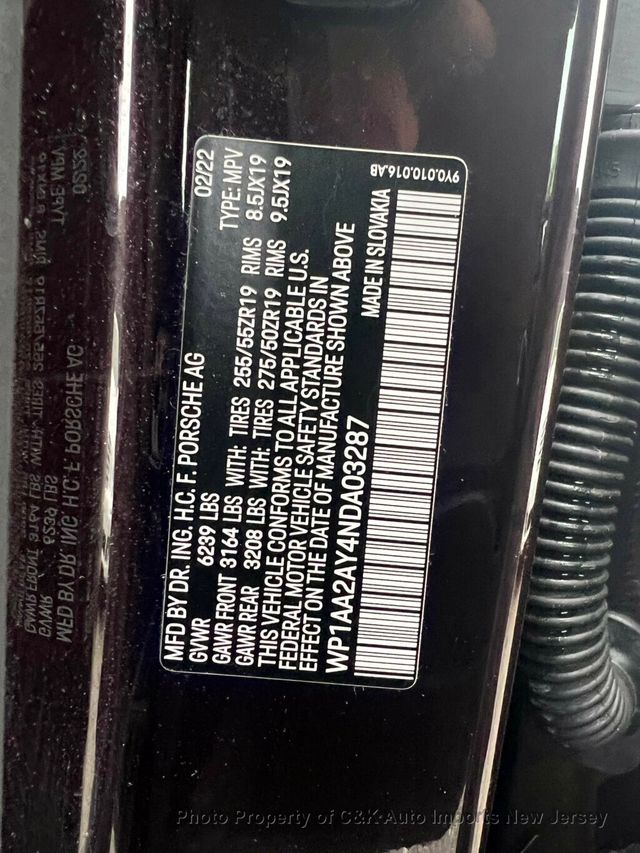 MFD BY DR. ING. H.C. F. PORSCHE AG 02/22
GVWR 6239 LBS TYPE: MPV
GAWR FRONT 3164 LBS WITH: TIRES 255/55ZR19 RIMS 8.5JX19
GAWR REAR 3208 LBS WITH: TIRES 275/50ZR19 RIMS 9.5JX19
THIS VEHICLE CONFORMS TO ALL APPLICABLE U.S.
FEDERAL MOTOR VEHICLE SAFETY STANDARDS IN
EFFECT ON THE DATE OF MANUFACTURE SHOWN ABOVE
WP1AA2AY4NDA03287
MADE IN SLOVAKIA
9Y0.010.016.AB
Photo Property of C&K Auto Imports New Jersey